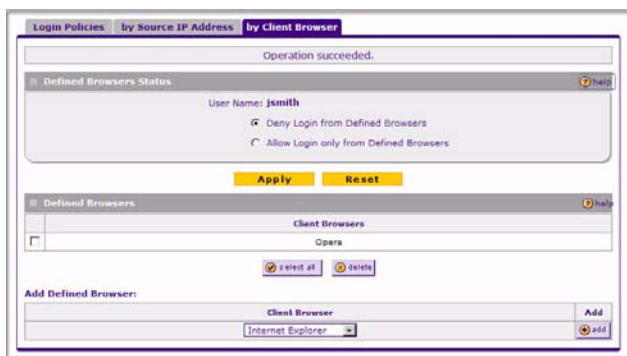 Login Policies by Source IP Address by Client Browser
Operation succeeded.
Defined Browsers Status help
User Name: jsmith
Deny Login from Defined Browsers
Allow Login only from Defined Browsers
Apply Reset
Defined Browsers help
Client Browsers
Opera
select all delete
Add Defined Browser:
Client Browser Add
Internet Explorer add